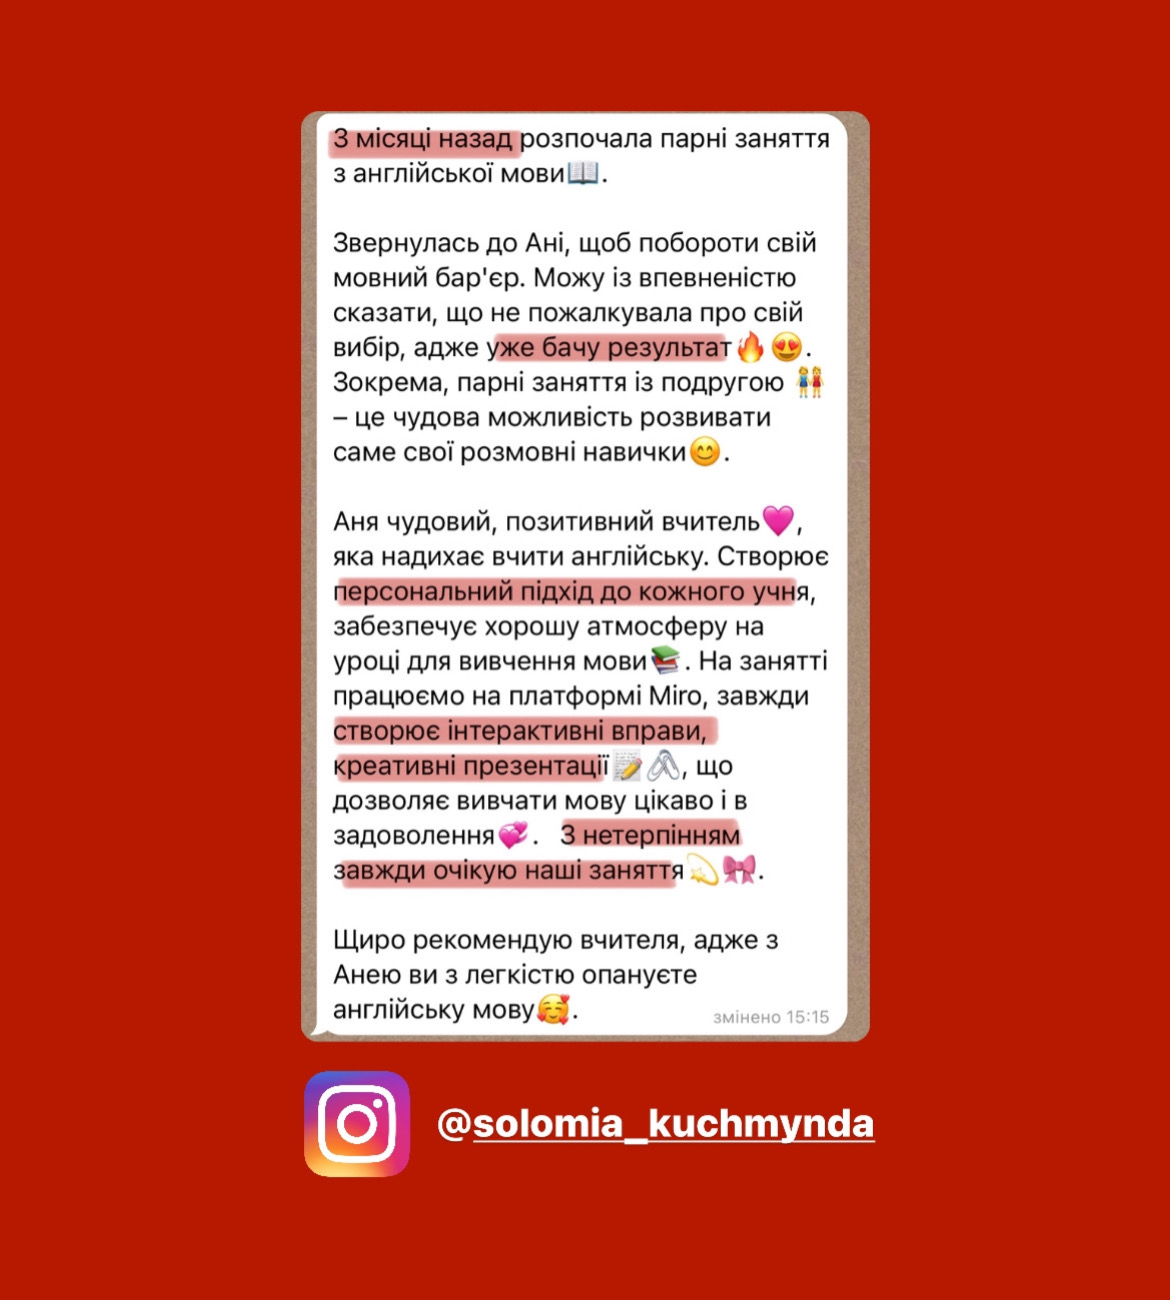 3 місяці назад розпочала парні заняття
з англійської мови📖.
Звернулась до Ані, щоб побороти свій
мовний бар'єр. Можу із впевненістю
сказати, що не пожалкувала про свій
вибір, адже уже бачу результат🔥😍.
Зокрема, парні заняття із подругою 👭
– це чудова можливість розвивати
саме свої розмовні навички😊.
Аня чудовий, позитивний вчитель🩷,
яка надихає вчити англійську. Створює
персональний підхід до кожного учня,
забезпечує хорошу атмосферу на
уроці для вивчення мови📚. На занятті
працюємо на платформі Miro, завжди
створює інтерактивні вправи,
креативні презентації📝🖇️, що
дозволяє вивчати мову цікаво і в
задоволення💞. З нетерпінням
завжди очікую наші заняття💫🎀.
Щиро рекомендую вчителя, адже з
Анею ви з легкістю опануєте
англійську мову🥰.
змінено 15:15
@solomia_kuchmynda